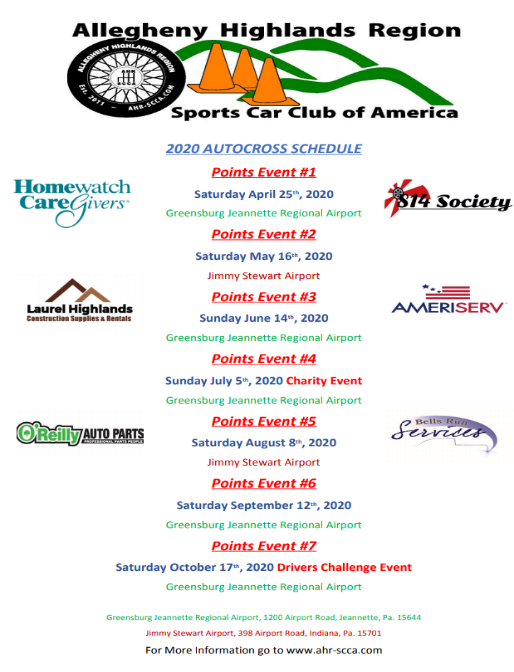 Allegheny Highlands Region
ALLEGHENY HIGHLANDS REGION
Est. 2011 - AHR-SCCA.COM
Sports Car Club of America
2020 AUTOCROSS SCHEDULE
Points Event #1
Saturday April 25th, 2020
Greensburg Jeannette Regional Airport
Points Event #2
Saturday May 16th, 2020
Jimmy Stewart Airport
Points Event #3
Sunday June 14th, 2020
Greensburg Jeannette Regional Airport
Points Event #4
Sunday July 5th, 2020 Charity Event
Greensburg Jeannette Regional Airport
Points Event #5
Saturday August 8th, 2020
Jimmy Stewart Airport
Points Event #6
Saturday September 12th, 2020
Greensburg Jeannette Regional Airport
Points Event #7
Saturday October 17th, 2020 Drivers Challenge Event
Greensburg Jeannette Regional Airport
Homewatch
CareGivers
Laurel Highlands
Construction Supplies & Rentals
O'Reilly AUTO PARTS
PROFESSIONAL PARTS PEOPLE
814 Society
AMERISERV
Bells Run
Services
Greensburg Jeannette Regional Airport, 1200 Airport Road, Jeannette, Pa. 15644
Jimmy Stewart Airport, 398 Airport Road, Indiana, Pa. 15701
For More Information go to www.ahr-scca.com